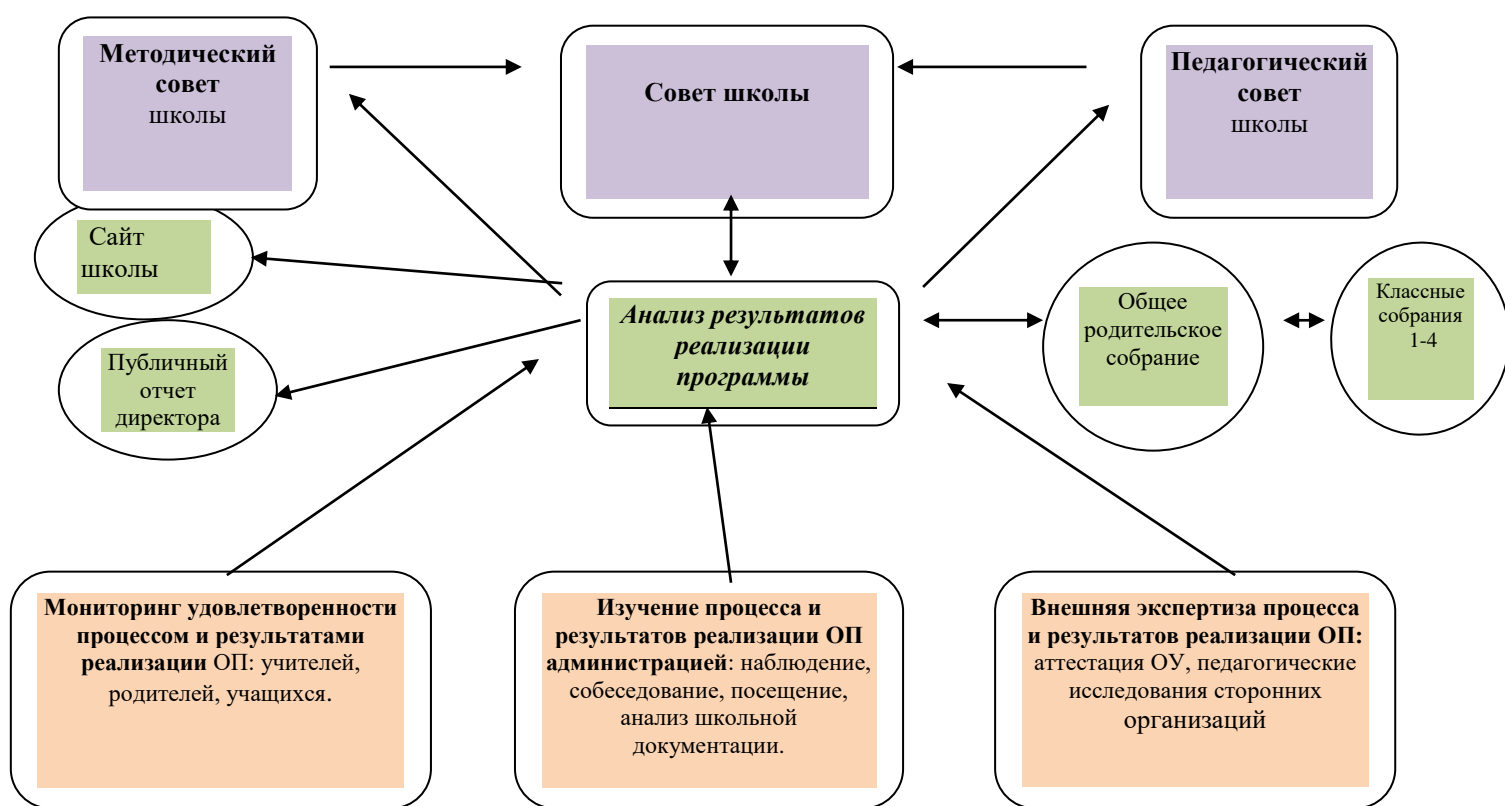 Методический
совет
школы
Совет школы
Педагогический
совет
школы
Сайт
школы
Публичный
отчет
директора
Анализ результатов
реализации
программы
Общее
родительское
собрание
Классные
собрания
1-4
Мониторинг удовлетворенности
процессом и результатами
реализации ОП: учителей,
родителей, учащихся.
Изучение процесса и
результатов реализации ОП
администрацией: наблюдение,
собеседование, посещение,
анализ школьной
документации.
Внешняя экспертиза процесса
и результатов реализации ОП:
аттестация ОУ, педагогические
исследования сторонних
организаций